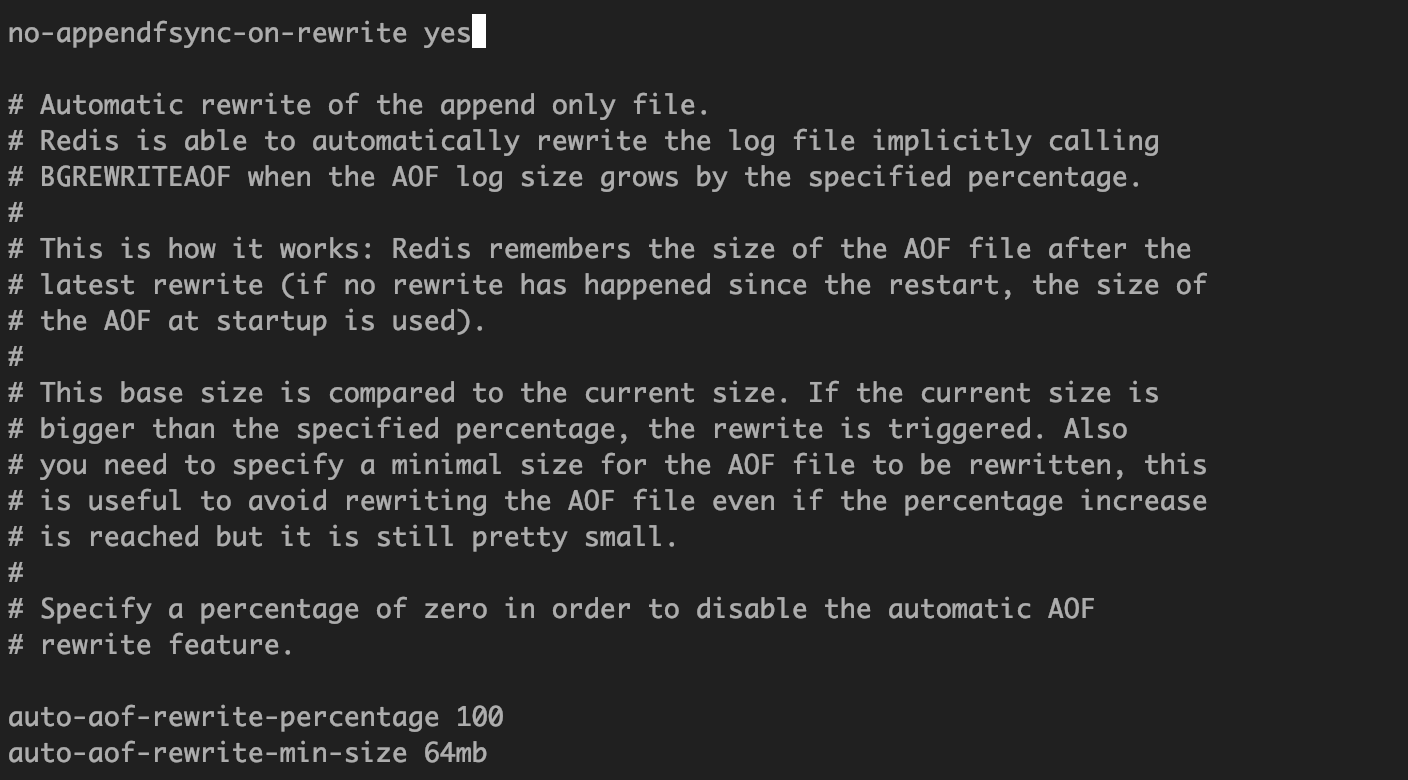 no-appendfsync-on-rewrite yes
# Automatic rewrite of the append only file.
# Redis is able to automatically rewrite the log file implicitly calling
# BGREWRITEAOF when the AOF log size grows by the specified percentage.
#
# This is how it works: Redis remembers the size of the AOF file after the
# latest rewrite (if no rewrite has happened since the restart, the size of
# the AOF at startup is used).
#
# This base size is compared to the current size. If the current size is
# bigger than the specified percentage, the rewrite is triggered. Also
# you need to specify a minimal size for the AOF file to be rewritten, this
# is useful to avoid rewriting the AOF file even if the percentage increase
# is reached but it is still pretty small.
#
# Specify a percentage of zero in order to disable the automatic AOF
# rewrite feature.
auto-aof-rewrite-percentage 100
auto-aof-rewrite-min-size 64mb